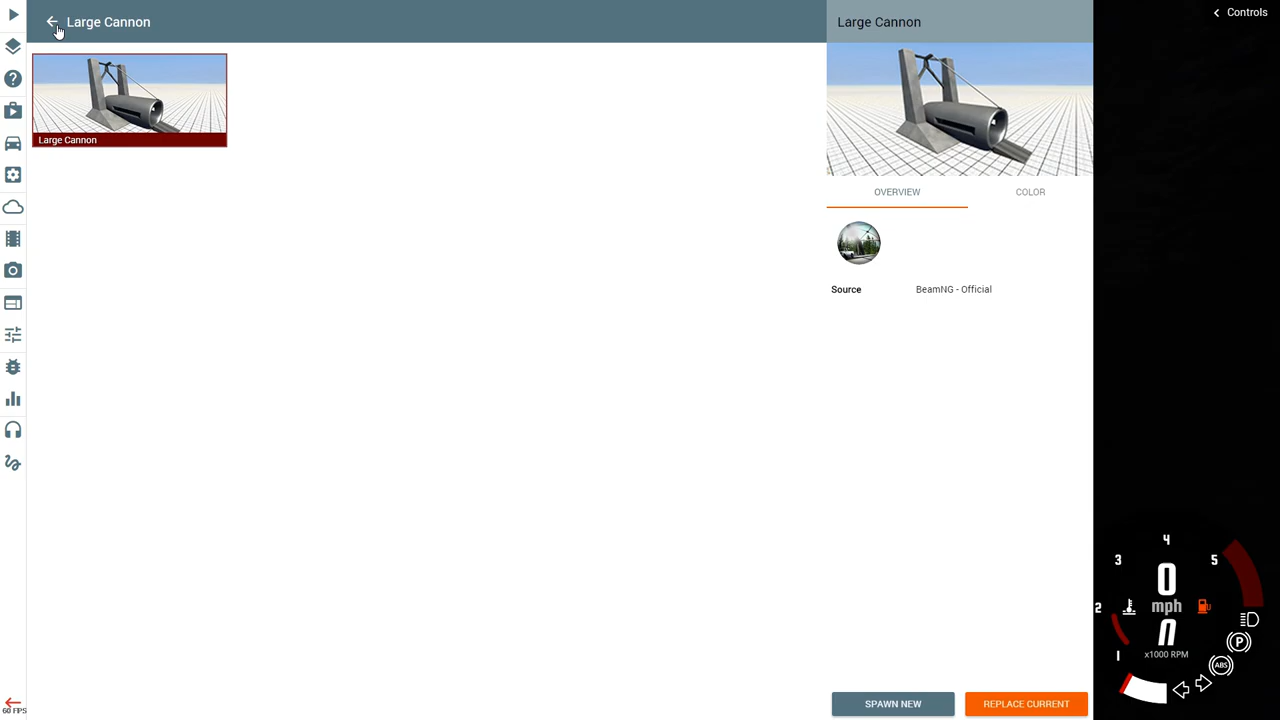 Large Cannon
Large Cannon
Controls
Large Cannon
OVERVIEW
COLOR
Source
BeamNG - Official
4
3
5
0
2
mph
n
1
x1000 RPM
P
ABS
SPAWN NEW
REPLACE CURRENT
60 FPS